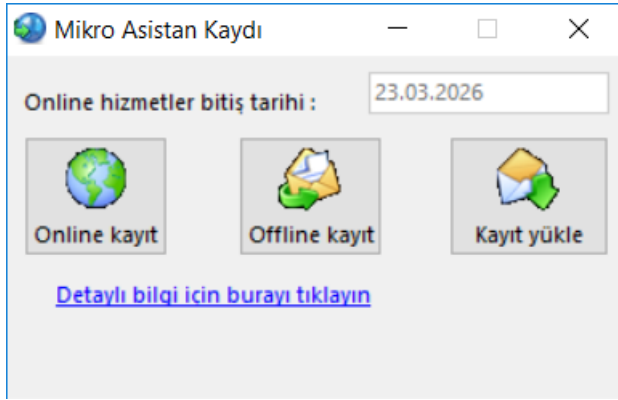 Mikro Asistan Kaydı
Online hizmetler bitiş tarihi : 23.03.2026
Online kayıt Offline kayıt Kayıt yükle
Detaylı bilgi için burayı tıklayın